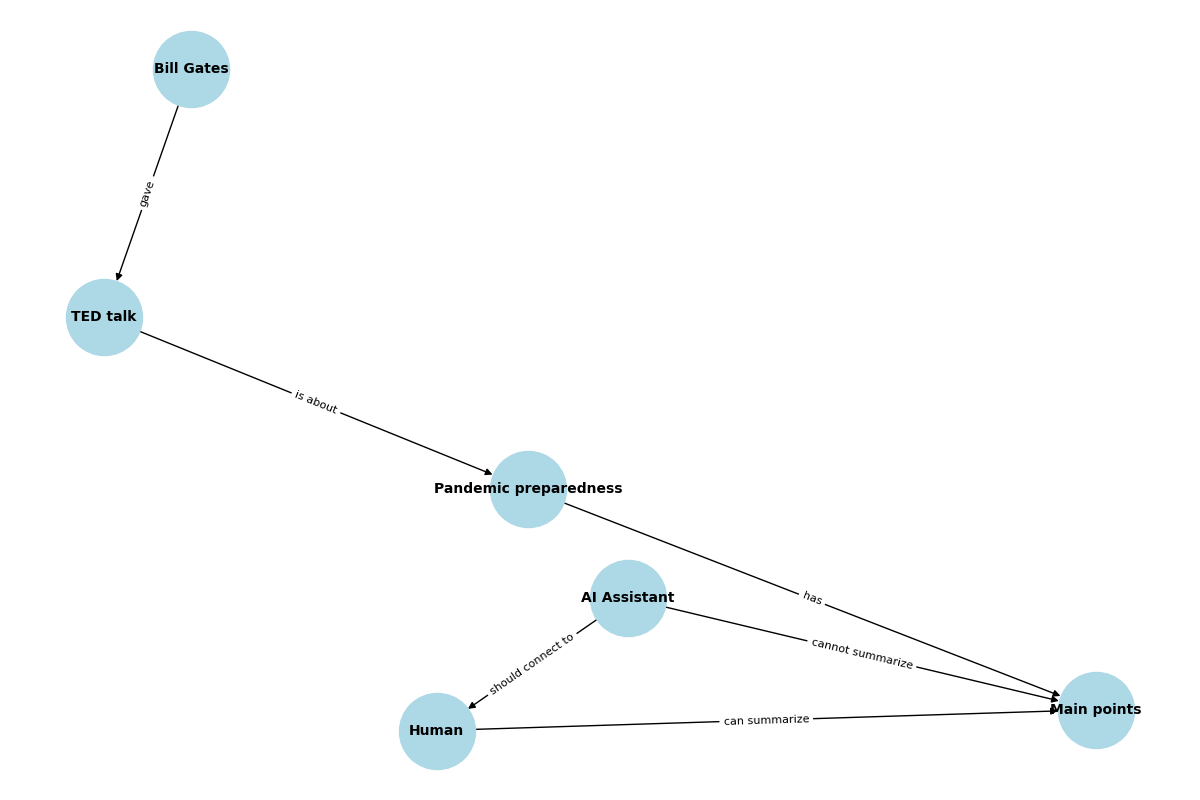 Bill Gates
gave
TED talk
is about
Pandemic preparedness
has
AI Assistant
cannot summarize
should connect to
Human
can summarize
Main points